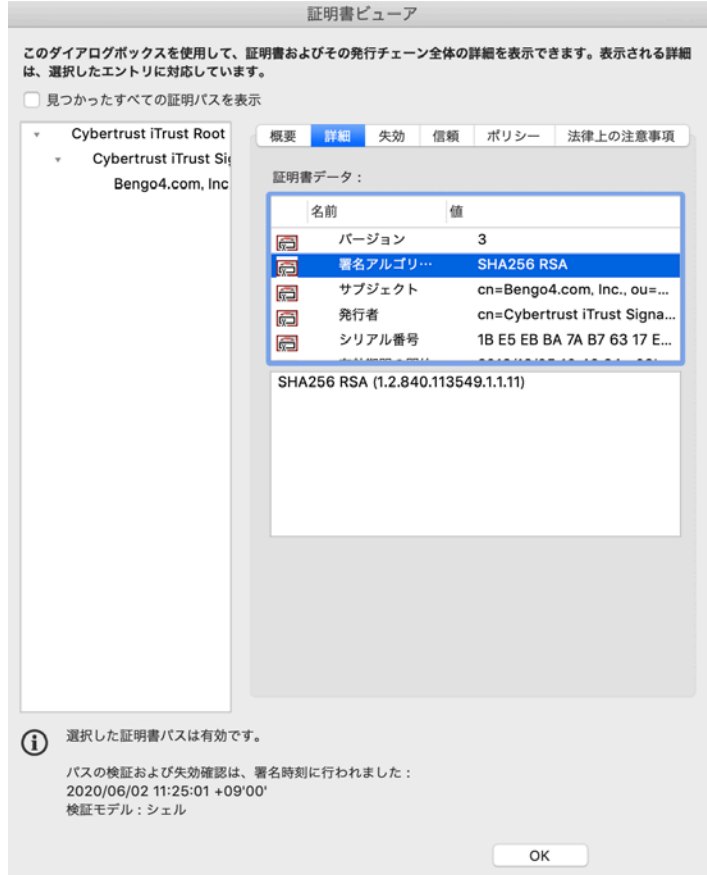 証明書ビューア
このダイアログボックスを使用して、証明書およびその発行チェーン全体の詳細を表示できます。表示される詳細
は、選択したエントリに対応しています。
見つかったすべての証明パスを表示
Cybertrust iTrust Root
Cybertrust iTrust Sig
Bengo4.com, Inc
概要 詳細 失効 信頼 ポリシー 法律上の注意事項
証明書データ：
名前 値
バージョン 3
署名アルゴリ… SHA256 RSA
サブジェクト cn=Bengo4.com, Inc., ou=...
発行者 cn=Cybertrust iTrust Signa...
シリアル番号 1B E5 EB BA 7A B7 63 17 E...
SHA256 RSA (1.2.840.113549.1.1.11)
選択した証明書パスは有効です。
パスの検証および失効確認は、署名時刻に行われました：
2020/06/02 11:25:01 +09'00'
検証モデル：シェル
OK